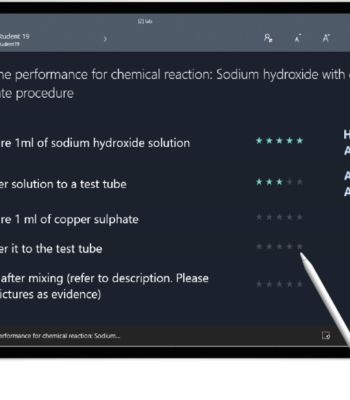 lab
tudent 19
udent19
ne performance for chemical reaction: Sodium hydroxide with
te procedure
re 1ml of sodium hydroxide solution
er solution to a test tube
re 1 ml of copper sulphate
er it to the test tube
after mixing (refer to description. Please
ictures as evidence)
erformance for chemical reaction: Sodium...